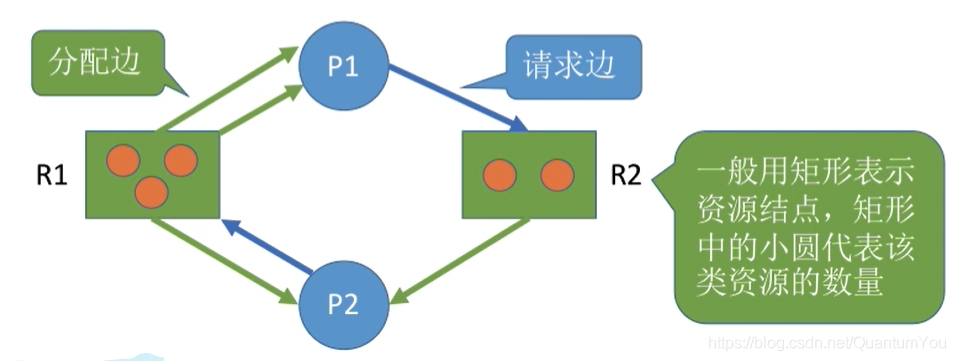 分配边
P1
请求边
R1
R2
一般用矩形表示
资源结点，矩形
中的小圆代表该
类资源的数量
P2
https://blog.csdn.net/QuantumYou